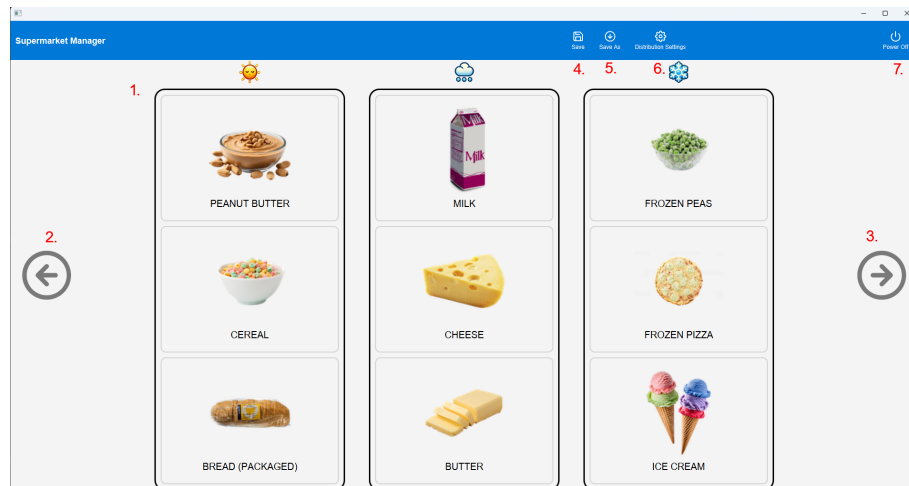 Supermarket Manager
Save
Save As
Distribution Settings
Power Off
4.
5.
6.
7.
1.
PEANUT BUTTER
MILK
Milk
FROZEN PEAS
2.
3.
CEREAL
CHEESE
FROZEN PIZZA
BREAD (PACKAGED)
BUTTER
ICE CREAM